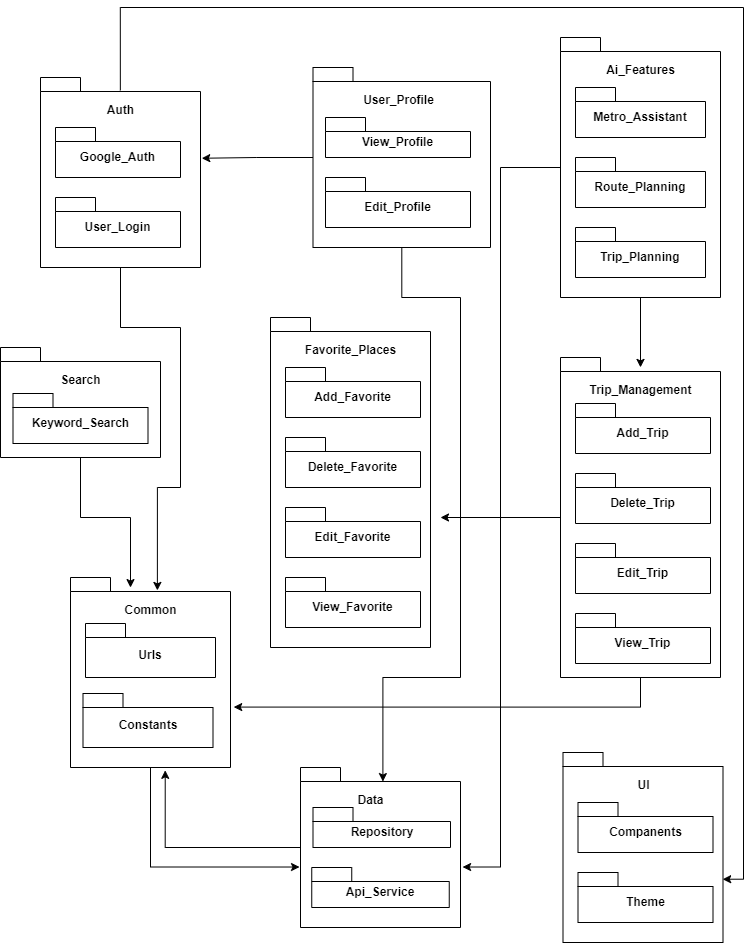 Auth
Google_Auth
User_Login
User_Profile
View_Profile
Edit_Profile
Ai_Features
Metro_Assistant
Route_Planning
Trip_Planning
Search
Keyword_Search
Favorite_Places
Add_Favorite
Delete_Favorite
Edit_Favorite
View_Favorite
Trip_Management
Add_Trip
Delete_Trip
Edit_Trip
View_Trip
Common
Urls
Constants
Data
Repository
Api_Service
UI
Companents
Theme